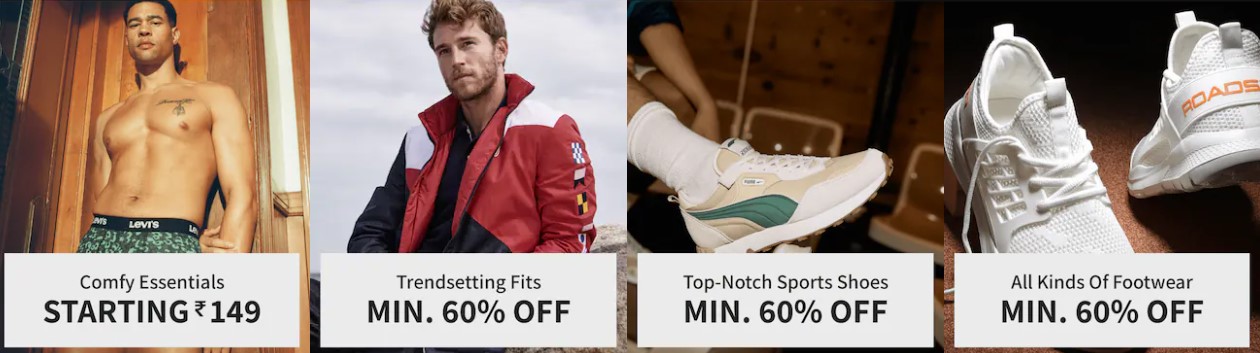 Levi's
Levi's
Comfy Essentials
STARTING ₹149
Trendsetting Fits
MIN. 60% OFF
PUMA
Top-Notch Sports Shoes
MIN. 60% OFF
ROADS
All Kinds Of Footwear
MIN. 60% OFF